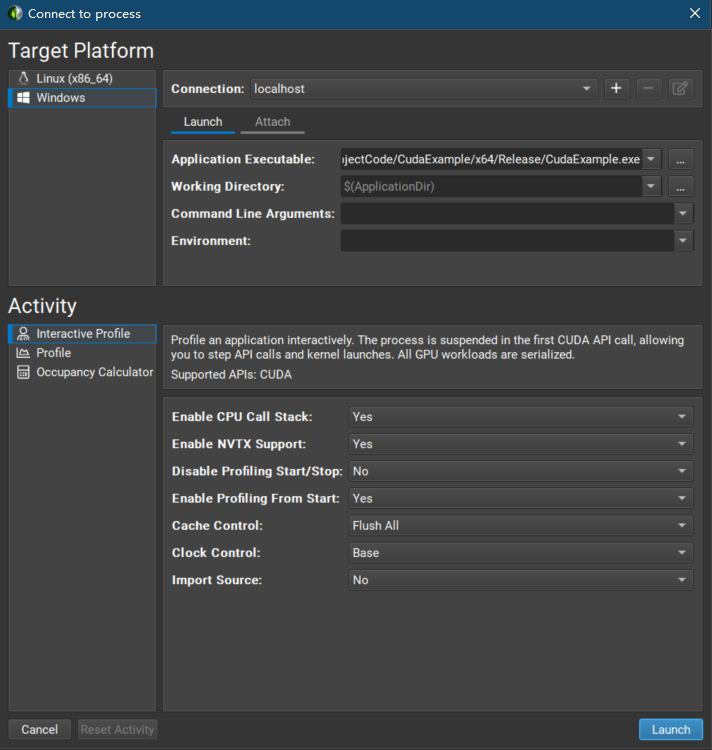 Connect to process
Target Platform
Linux (x86_64)
Windows
Connection: localhost
Launch Attach
Application Executable: ojectCode/CudaExample/x64/Release/CudaExample.exe ...
Working Directory: $(ApplicationDir) ...
Command Line Arguments:
Environment:
Activity
Interactive Profile
Profile
Occupancy Calculator
Profile an application interactively. The process is suspended in the first CUDA API call, allowing
you to step API calls and kernel launches. All GPU workloads are serialized.
Supported APIs: CUDA
Enable CPU Call Stack: Yes
Enable NVTX Support: Yes
Disable Profiling Start/Stop: No
Enable Profiling From Start: Yes
Cache Control: Flush All
Clock Control: Base
Import Source: No
Cancel Reset Activity Launch